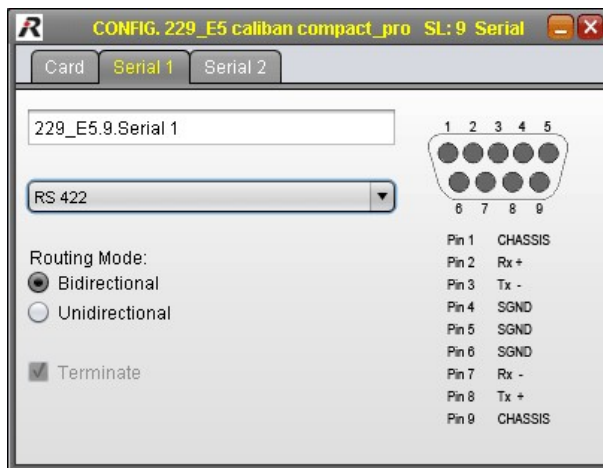 R CONFIG. 229_E5 caliban compact_pro SL: 9 Serial
Card Serial 1 Serial 2
229_E5.9.Serial 1
RS 422
Routing Mode:
Bidirectional
Unidirectional
Terminate
1 2 3 4 5
6 7 8 9
Pin 1 CHASSIS
Pin 2 Rx +
Pin 3 Tx -
Pin 4 SGND
Pin 5 SGND
Pin 6 SGND
Pin 7 Rx -
Pin 8 Tx +
Pin 9 CHASSIS